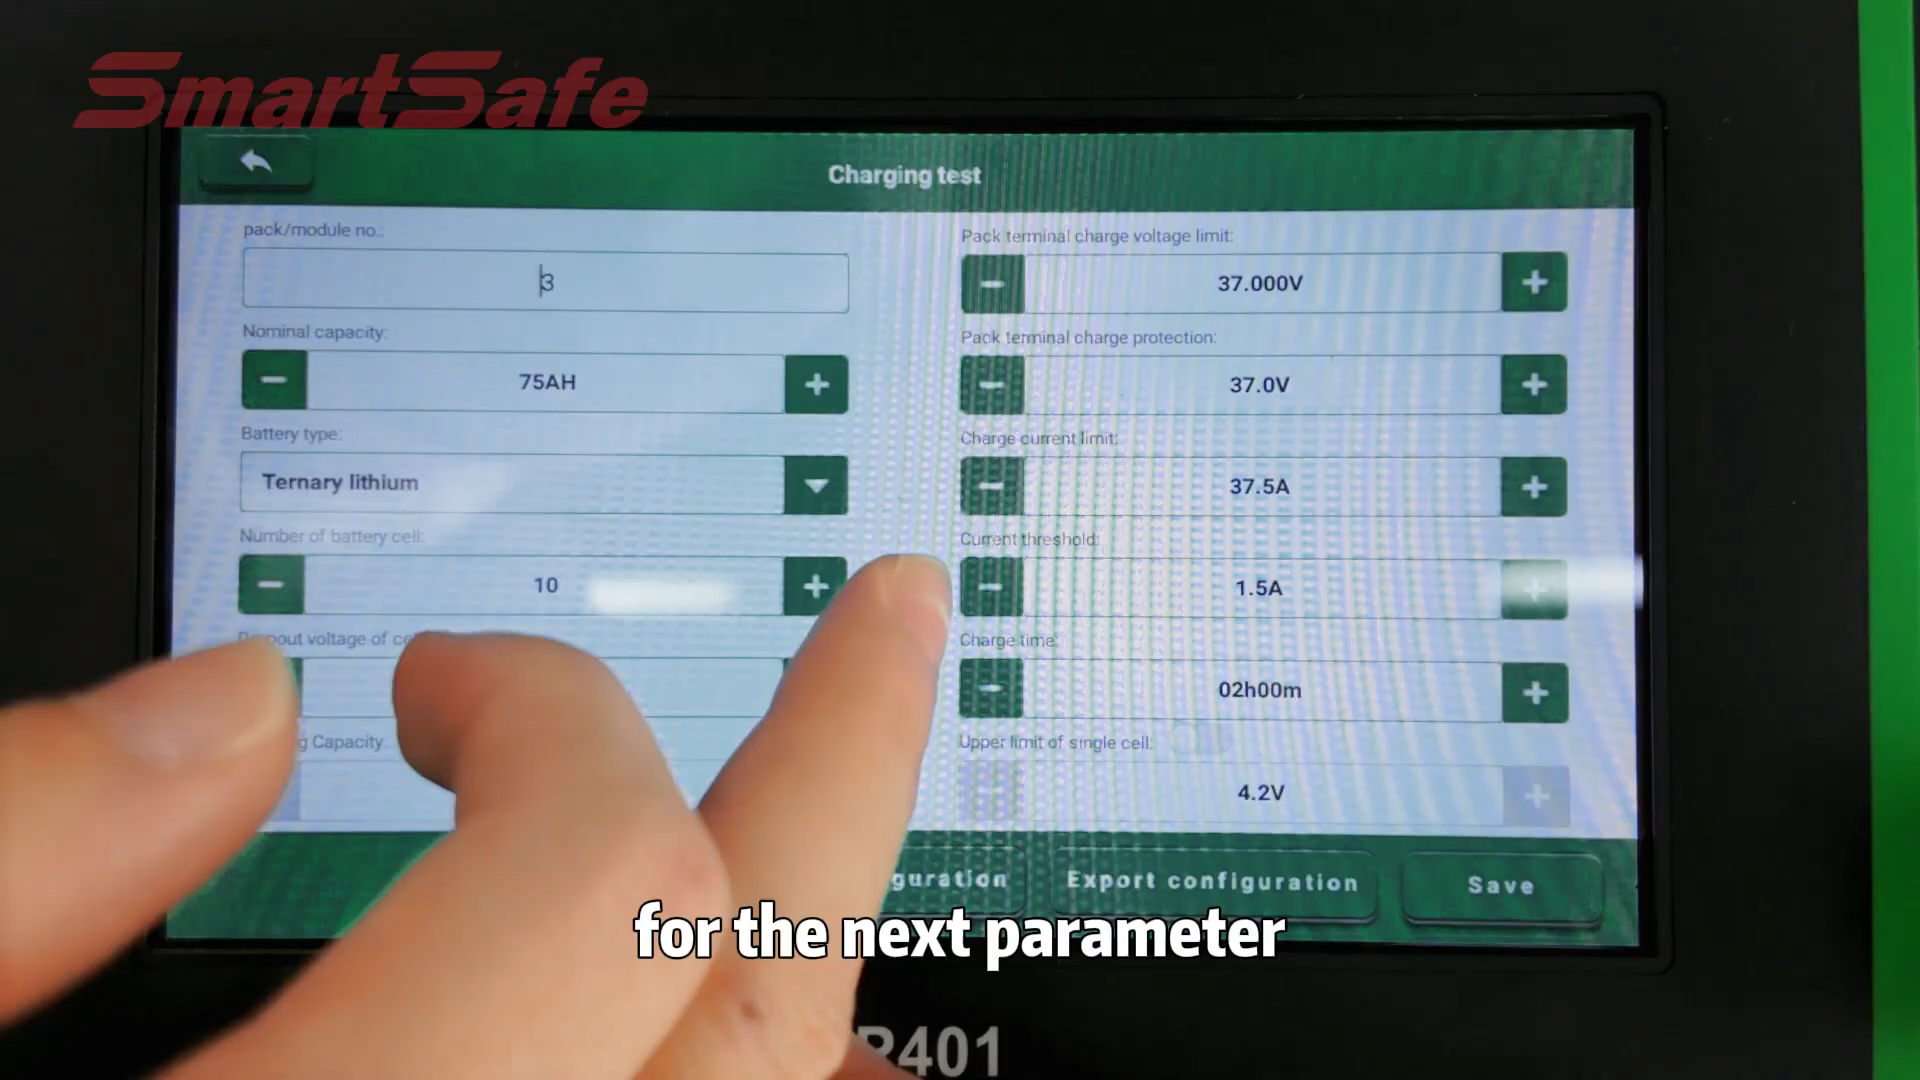 SmartSafe
Charging test
pack/module no.:
3
Nominal capacity:
75AH
Battery type:
Ternary lithium
Number of battery cell:
10
voltage of
Capacity
Pack terminal charge voltage limit:
37.000V
Pack terminal charge protection:
37.0V
Charge current limit:
37.5A
Current threshold:
1.5A
Charge time:
02h00m
Upper limit of single cell:
4.2V
Export configuration
Save
for the next parameter
401